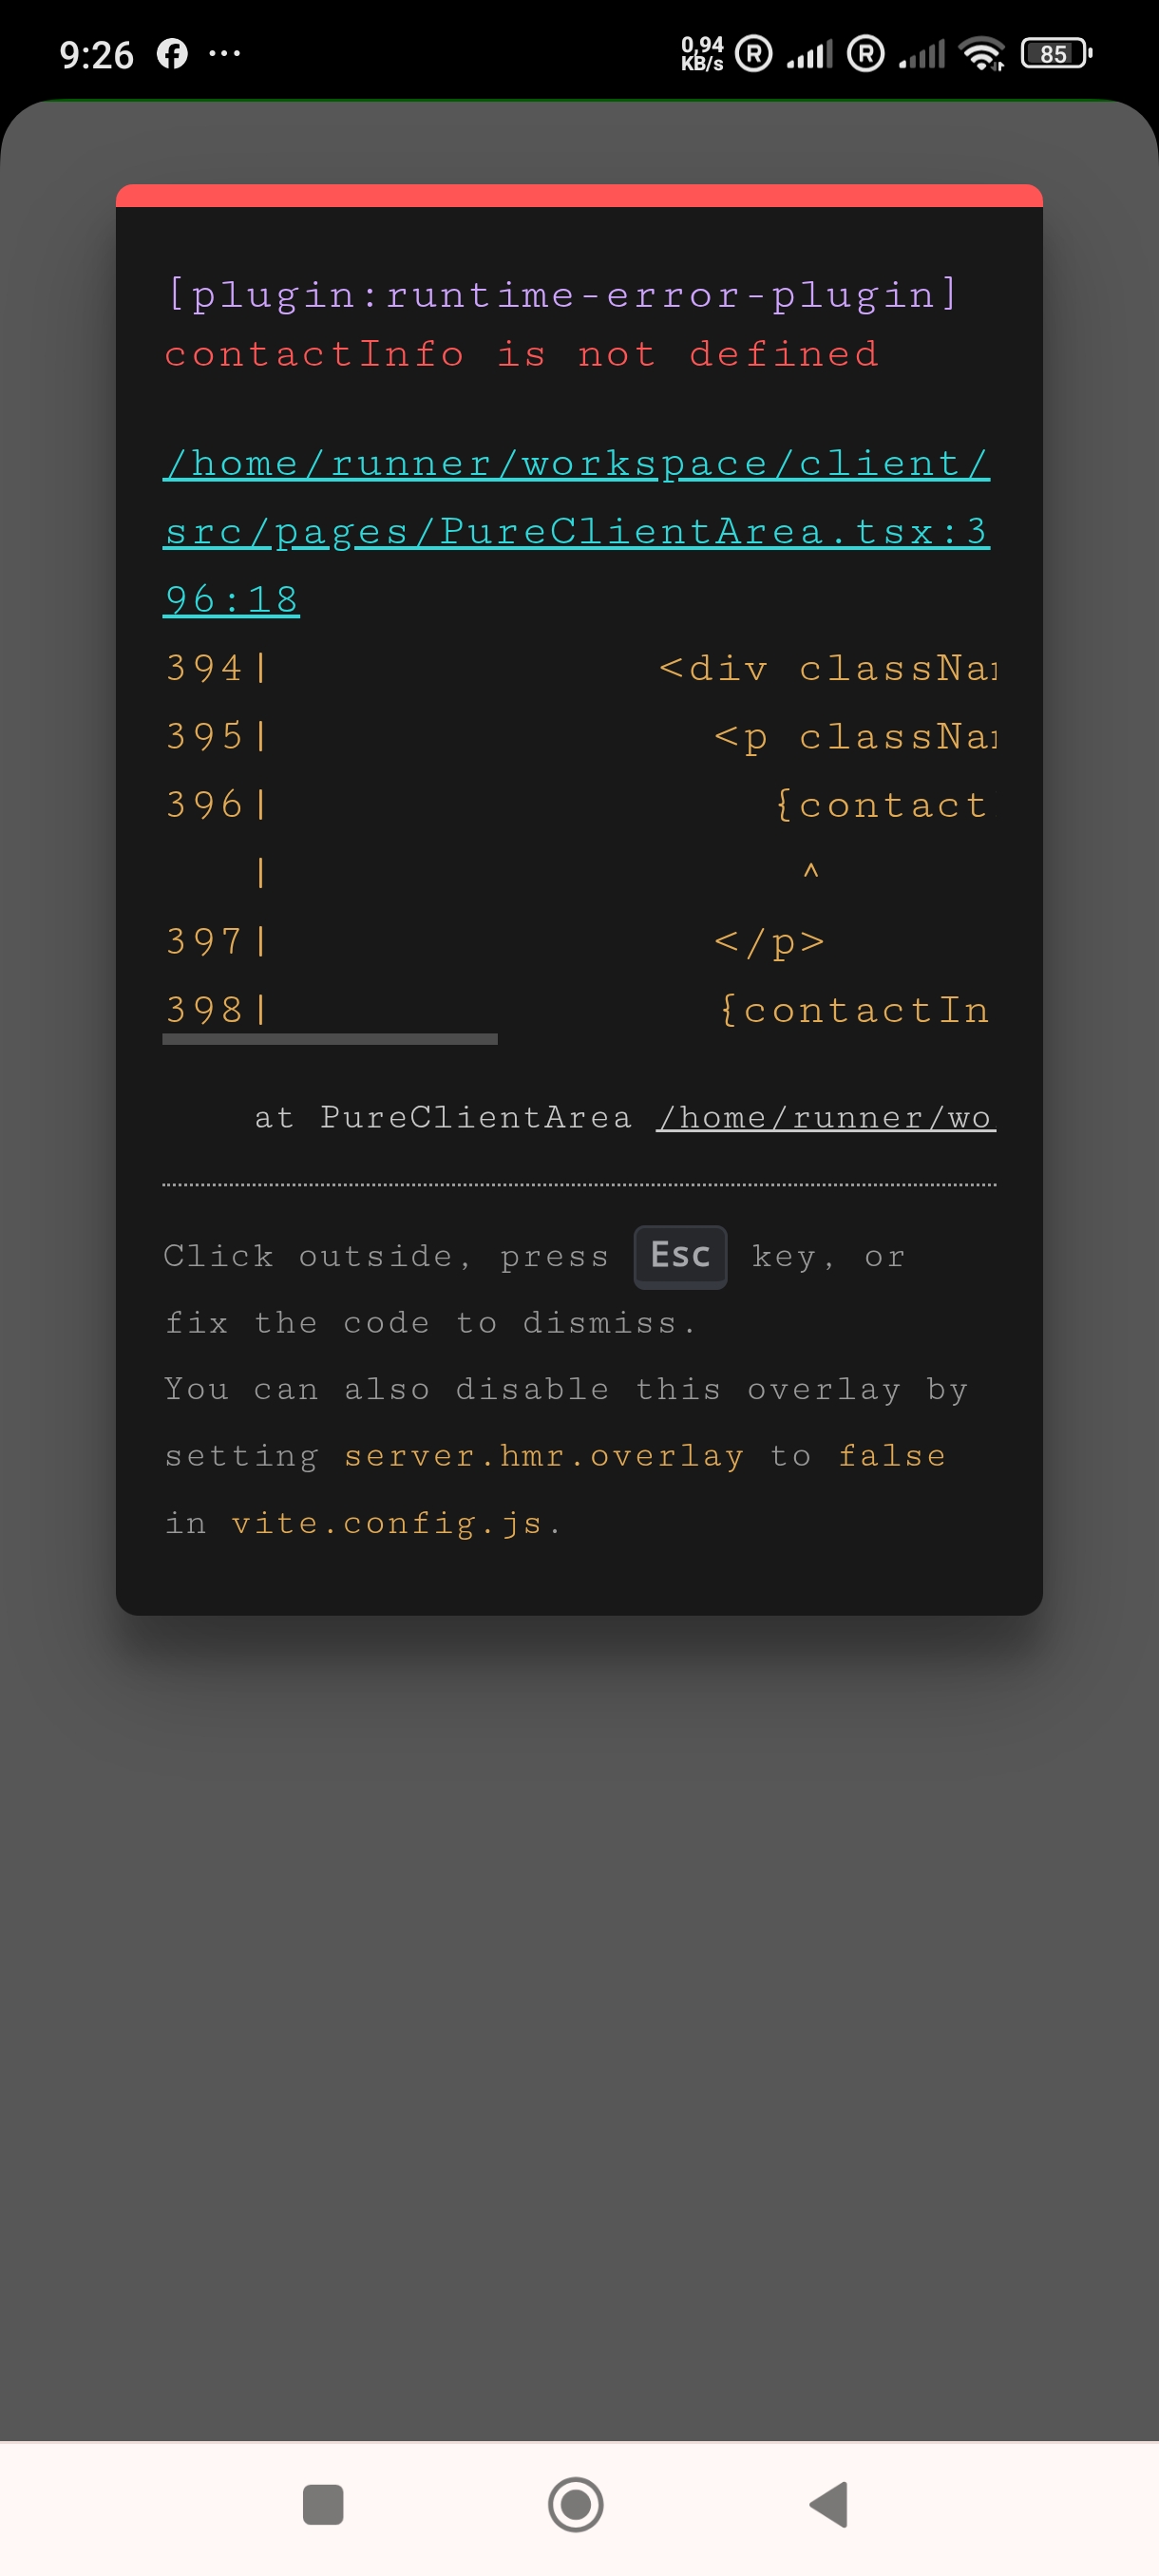 9:26 ...
0,94
KB/s R R 85
[plugin:runtime-error-plugin]
contactInfo is not defined
/home/runner/workspace/client/
src/pages/PureClientArea.tsx:3
96:18
394| <div classNa
395| <p classNa
396| {contact
| ^
397| </p>
398| {contactIn
at PureClientArea /home/runner/wo
Click outside, press Esc key, or
fix the code to dismiss.
You can also disable this overlay by
setting server.hmr.overlay to false
in vite.config.js.